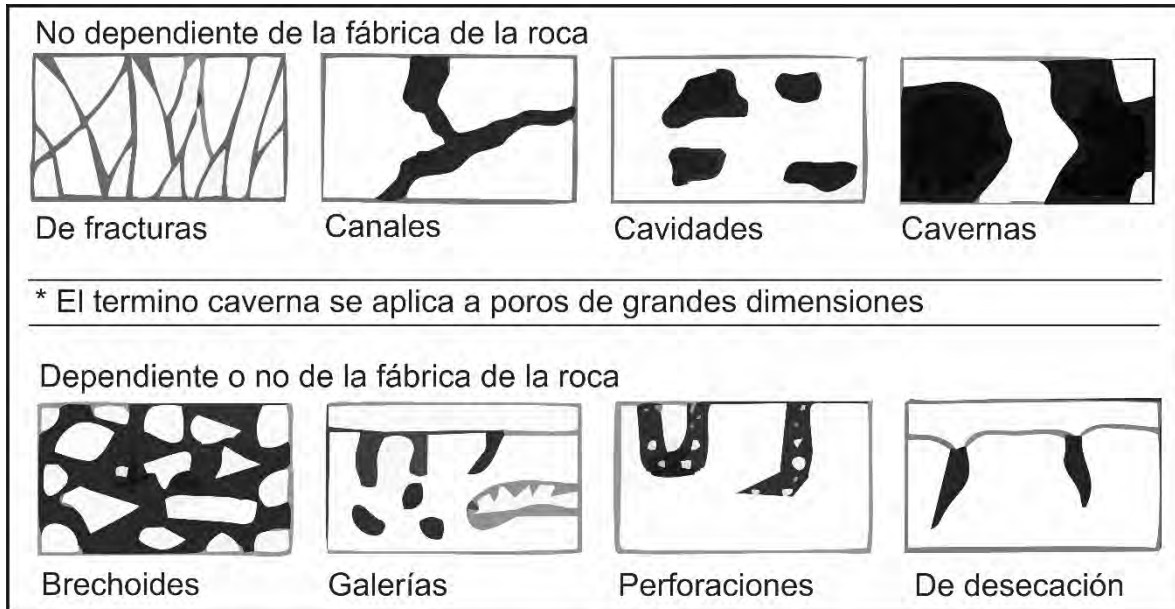 No dependiente de la fábrica de la roca
De fracturas Canales Cavidades Cavernas
* El termino caverna se aplica a poros de grandes dimensiones
Dependiente o no de la fábrica de la roca
Brechoides Galerías Perforaciones De desecación